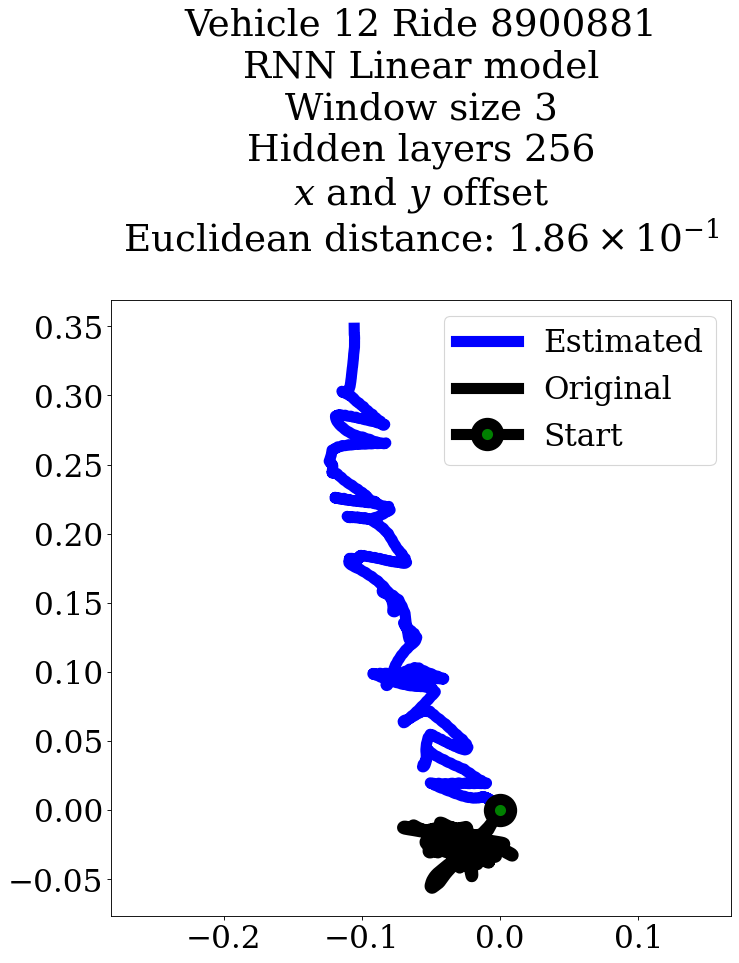 Vehicle 12 Ride 8900881
RNN Linear model
Window size 3
Hidden layers 256
x and y offset
Euclidean distance: 1.86 × 10⁻¹
Estimated
Original
Start
0.35
0.30
0.25
0.20
0.15
0.10
0.05
0.00
−0.05
−0.2 −0.1 0.0 0.1